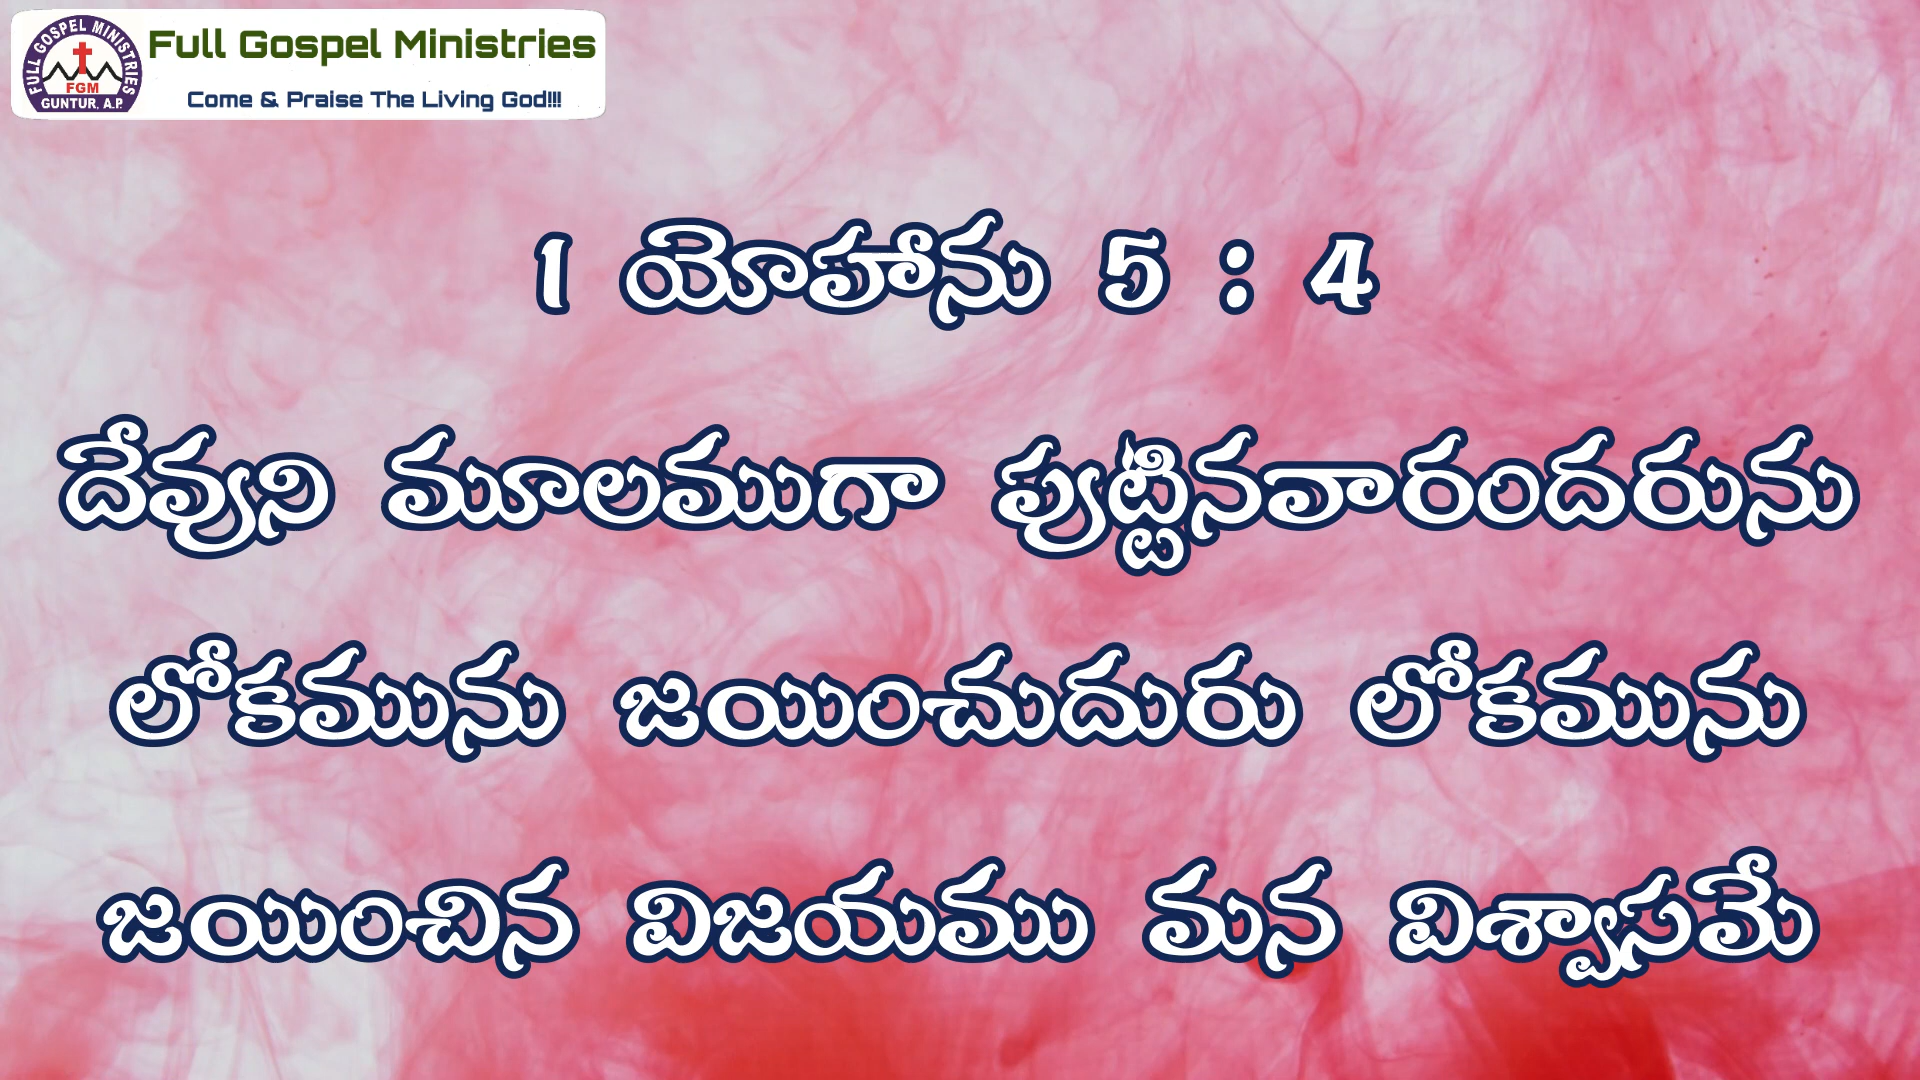 FULL GOSPEL MINISTRIES
FGM
GUNTUR, A.P.
Full Gospel Ministries
Come & Praise The Living God!!!
1 యోహాను 5 : 4
దేవుని మూలముగా పుట్టినవారందరును
లోకమును జయించుదురు లోకమును
జయించిన విజయము మన విశ్వాసమే